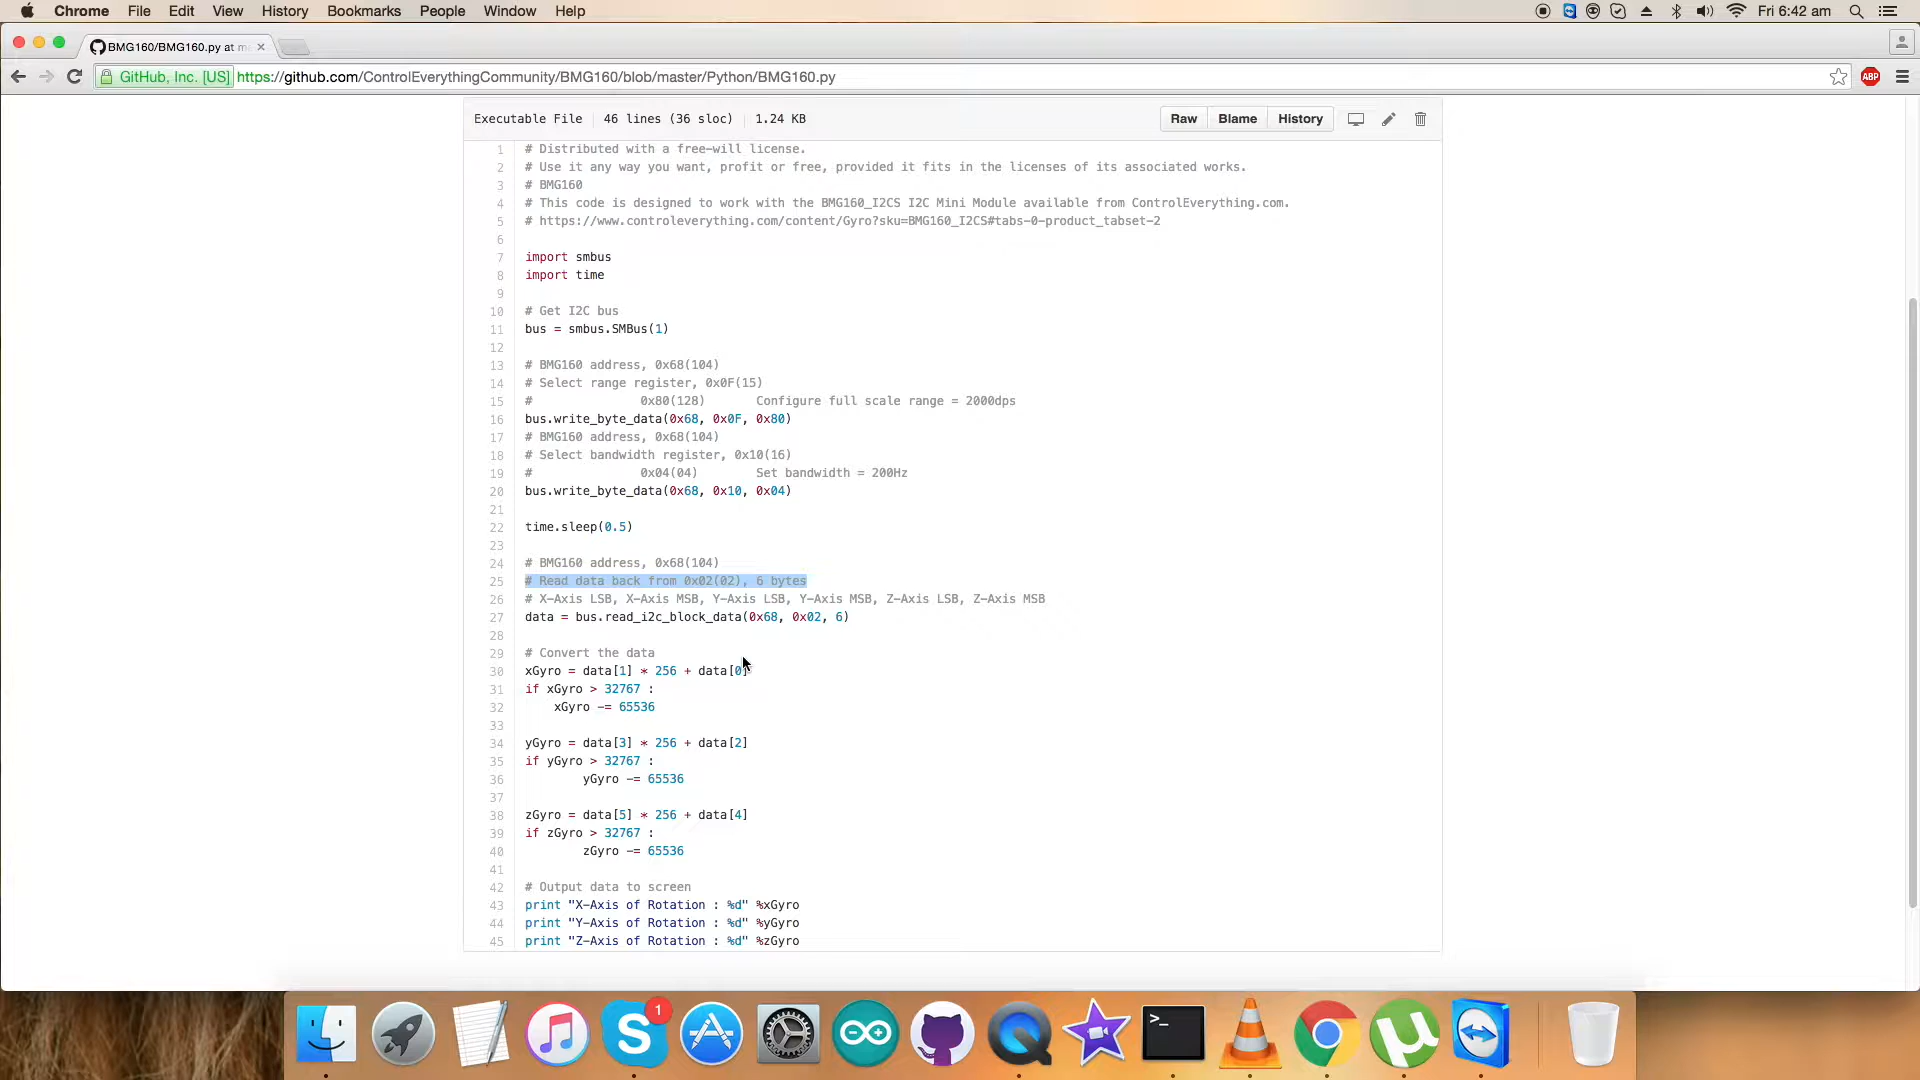 Chrome File Edit View History Bookmarks People Window Help Fri 6:42 am
BMG160/BMG160.py at m
GitHub, Inc. [US] https://github.com/ControlEverythingCommunity/BMG160/blob/master/Python/BMG160.py
ABP
Executable File 46 lines (36 sloc) 1.24 KB Raw Blame History
1 # Distributed with a free-will license.
2 # Use it any way you want, profit or free, provided it fits in the licenses of its associated works.
3 # BMG160
4 # This code is designed to work with the BMG160_I2CS I2C Mini Module available from ControlEverything.com.
5 # https://www.controleverything.com/content/Gyro?sku=BMG160_I2CS#tabs-0-product_tabset-2
6
7 import smbus
8 import time
9
10 # Get I2C bus
11 bus = smbus.SMBus(1)
12
13 # BMG160 address, 0x68(104)
14 # Select range register, 0x0F(15)
15 # 0x80(128) Configure full scale range = 2000dps
16 bus.write_byte_data(0x68, 0x0F, 0x80)
17 # BMG160 address, 0x68(104)
18 # Select bandwidth register, 0x10(16)
19 # 0x04(04) Set bandwidth = 200Hz
20 bus.write_byte_data(0x68, 0x10, 0x04)
21
22 time.sleep(0.5)
23
24 # BMG160 address, 0x68(104)
25 # Read data back from 0x02(02), 6 bytes
26 # X-Axis LSB, X-Axis MSB, Y-Axis LSB, Y-Axis MSB, Z-Axis LSB, Z-Axis MSB
27 data = bus.read_i2c_block_data(0x68, 0x02, 6)
28
29 # Convert the data
30 xGyro = data[1] * 256 + data[0]
31 if xGyro > 32767 :
32 xGyro -= 65536
33
34 yGyro = data[3] * 256 + data[2]
35 if yGyro > 32767 :
36 yGyro -= 65536
37
38 zGyro = data[5] * 256 + data[4]
39 if zGyro > 32767 :
40 zGyro -= 65536
41
42 # Output data to screen
43 print "X-Axis of Rotation : %d" %xGyro
44 print "Y-Axis of Rotation : %d" %yGyro
45 print "Z-Axis of Rotation : %d" %zGyro
1